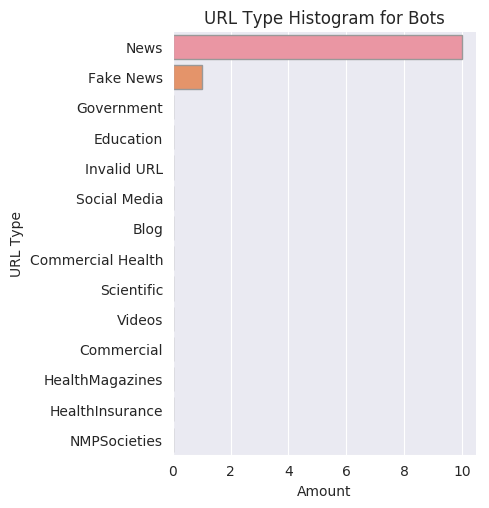 URL Type Histogram for Bots
News
Fake News
Government
Education
Invalid URL
Social Media
Blog
Commercial Health
Scientific
Videos
Commercial
HealthMagazines
HealthInsurance
NMPSocieties
URL Type
0 2 4 6 8 10
Amount